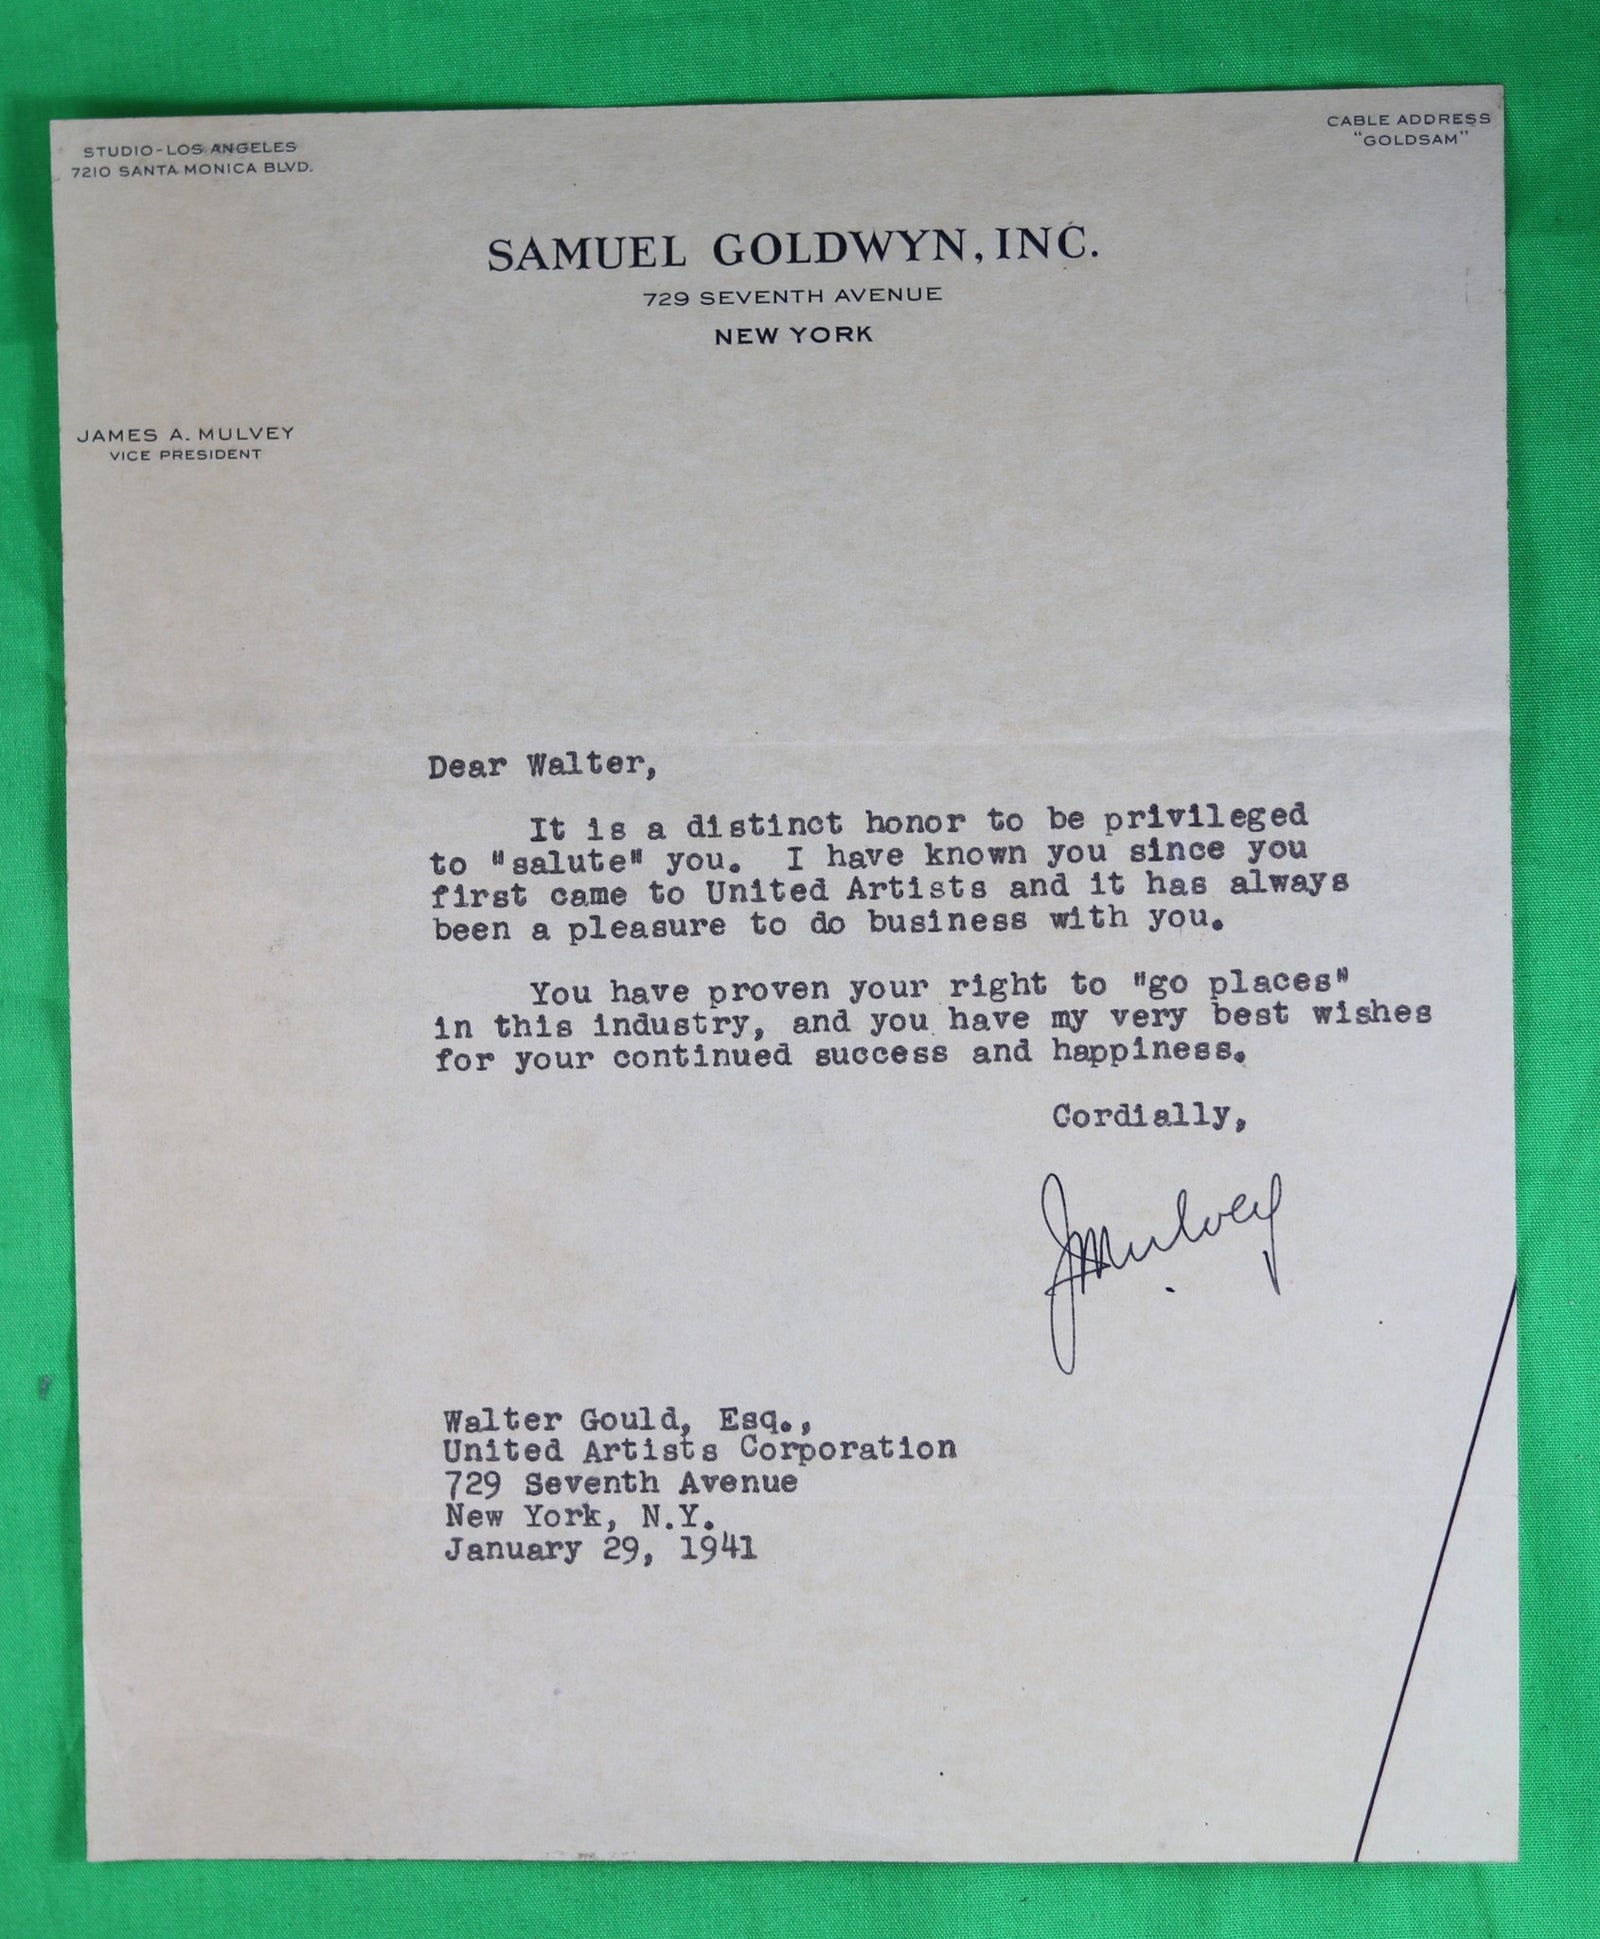 STUDIO-LOS ANGELES
7210 SANTA MONICA BLVD.
CABLE ADDRESS
"GOLDSAM"
SAMUEL GOLDWYN, INC.
729 SEVENTH AVENUE
NEW YORK
JAMES A. MULVEY
VICE PRESIDENT
Dear Walter,
It is a distinct honor to be privileged
to "salute" you. I have known you since you
first came to United Artists and it has always
been a pleasure to do business with you.
You have proven your right to "go places"
in this industry, and you have my very best wishes
for your continued success and happiness.
Cordially,
JMulvey
Walter Gould, Esq.,
United Artists Corporation
729 Seventh Avenue
New York, N.Y.
January 29, 1941